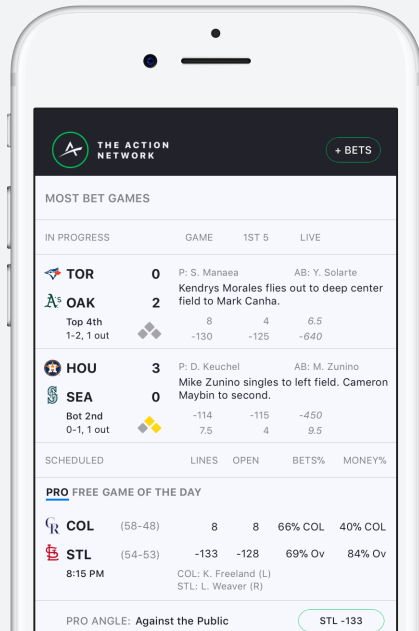 THE ACTION
NETWORK
+ BETS
MOST BET GAMES
IN PROGRESS GAME 1ST 5 LIVE
TOR 0 P: S. Manaea AB: Y. Solarte
Kendrys Morales flies out to deep center
A's OAK 2 field to Mark Canha.
Top 4th 8 4 6.5
1-2, 1 out -130 -125 -640
HOU 3 P: D. Keuchel AB: M. Zunino
Mike Zunino singles to left field. Cameron
S SEA 0 Maybin to second.
Bot 2nd -114 -115 -450
0-1, 1 out 7.5 4 9.5
SCHEDULED LINES OPEN BETS% MONEY%
PRO FREE GAME OF THE DAY
CR COL (58-48) 8 8 66% COL 40% COL
STL STL (54-53) -133 -128 69% Ov 84% Ov
8:15 PM COL: K. Freeland (L)
STL: L. Weaver (R)
PRO ANGLE: Against the Public STL -133